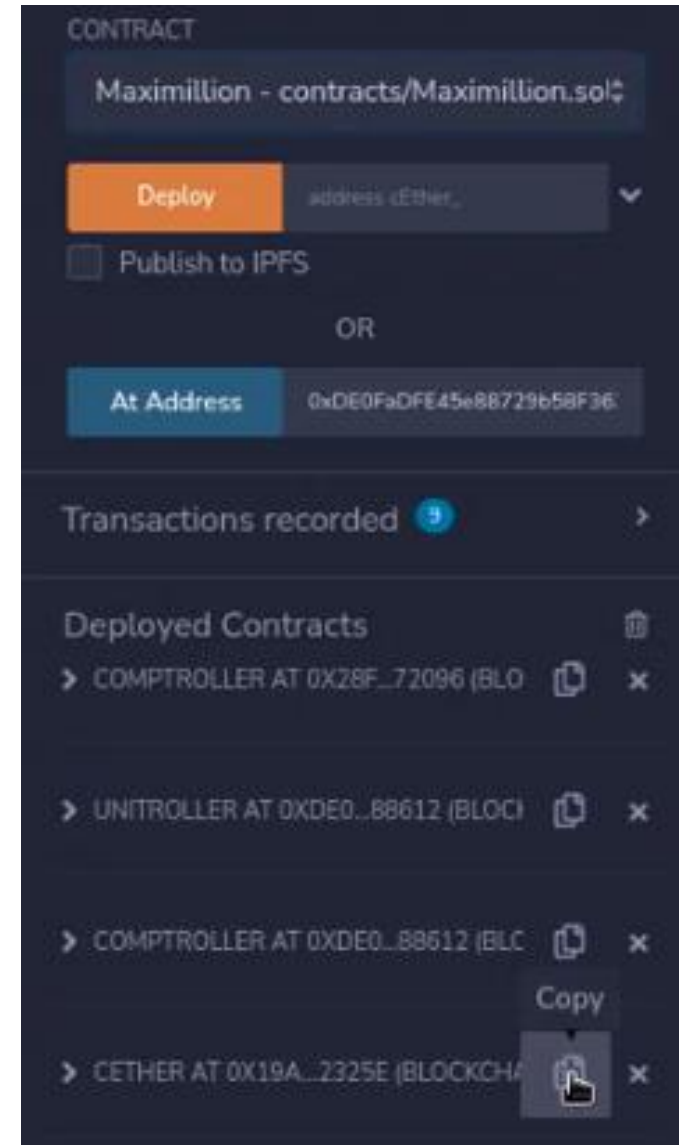 CONTRACT
Maximillion - contracts/Maximillion.sol
Deploy address cEther_
Publish to IPFS
OR
At Address 0xDE0FaDFE45e88729b58F36
Transactions recorded 9
Deployed Contracts
COMPTROLLER AT 0X28F...72096 (BLO
UNITROLLER AT 0XDE0...88612 (BLOCK
COMPTROLLER AT 0XDE0...88612 (BLC
Copy
CETHER AT 0X19A...2325E (BLOCKCHA